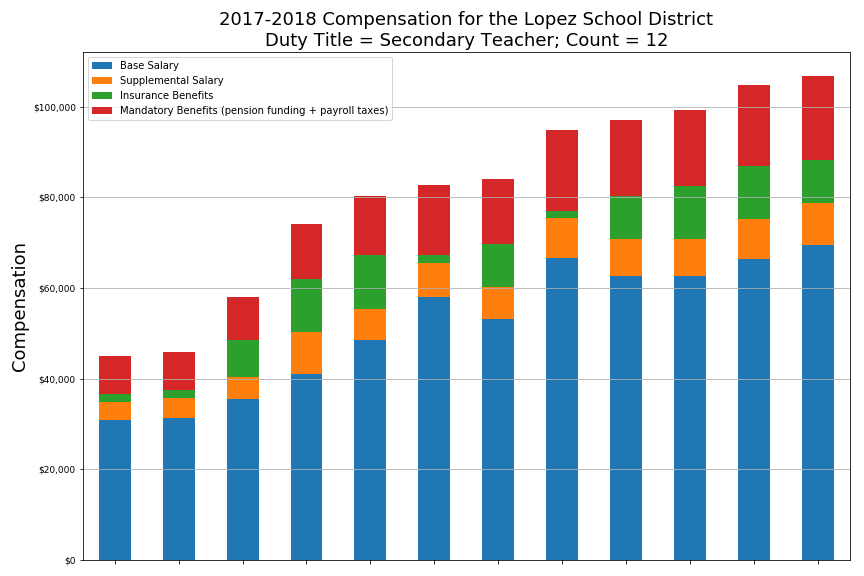 2017-2018 Compensation for the Lopez School District
Duty Title = Secondary Teacher; Count = 12
Base Salary
Supplemental Salary
Insurance Benefits
Mandatory Benefits (pension funding + payroll taxes)
$100,000
$80,000
$60,000
$40,000
$20,000
$0
Compensation